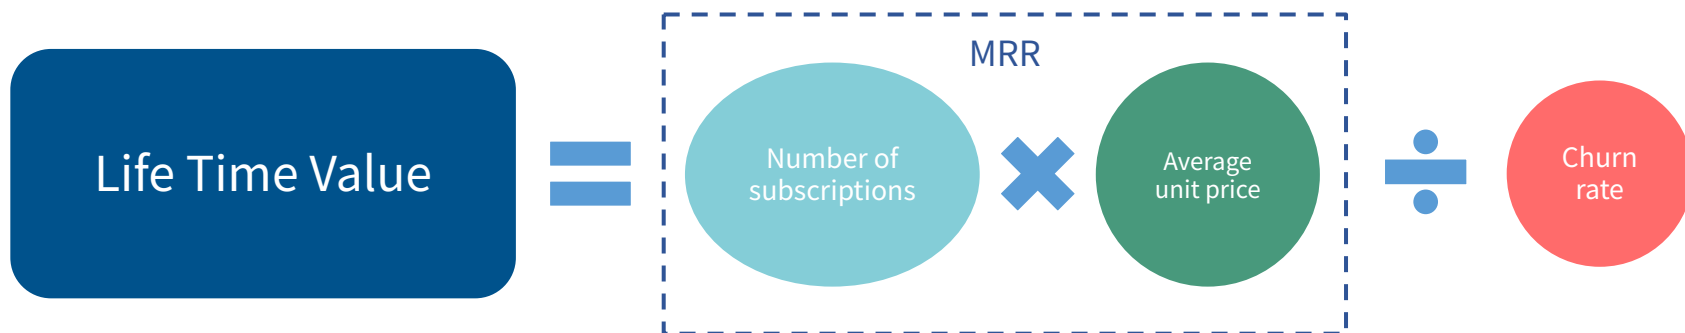 MRR
Life Time Value
Number of
subscriptions
Average
unit price
Churn
rate